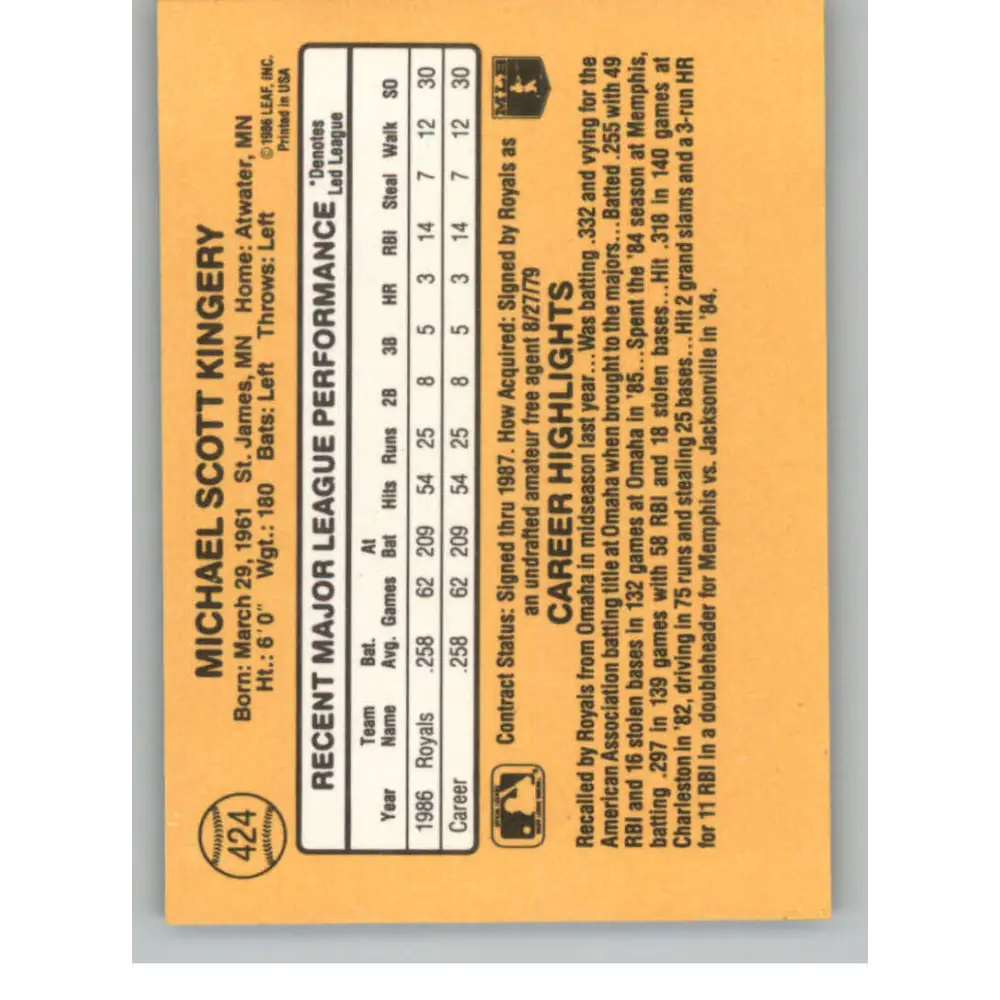 424
MICHAEL SCOTT KINGERY
Born: March 29, 1961 St. James, MN Home: Atwater, MN
Ht.: 6'0" Wgt.: 180 Bats: Left Throws: Left
© 1986 LEAF, INC.
Printed in USA
RECENT MAJOR LEAGUE PERFORMANCE
*Denotes
Led League
Year Team Name Bat. Avg. Games At Bat Hits Runs 2B 3B HR RBI Steal Walk SO
1986 Royals .258 62 209 54 25 8 5 3 14 7 12 30
Career .258 62 209 54 25 8 5 3 14 7 12 30
Contract Status: Signed thru 1987. How Acquired: Signed by Royals as
an undrafted amateur free agent 8/27/79
MLB
CAREER HIGHLIGHTS
Recalled by Royals from Omaha in midseason last year...Was batting .332 and vying for the
American Association batting title at Omaha when brought to the majors...Batted .255 with 49
RBI and 16 stolen bases in 132 games at Omaha in '85...Spent the '84 season at Memphis,
batting .297 in 139 games with 58 RBI and 18 stolen bases...Hit .318 in 140 games at
Charleston in '82, driving in 75 runs and stealing 25 bases...Hit 2 grand slams and a 3-run HR
for 11 RBI in a doubleheader for Memphis vs. Jacksonville in '84.